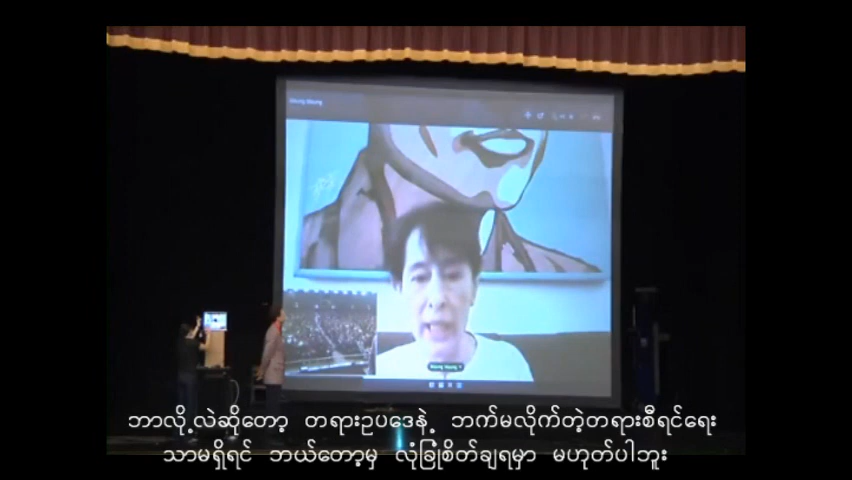 ဘာလို့လဲဆိုတော့ တရားဥပဒေနဲ့ ဘက်မလိုက်တဲ့တရားစီရင်ရေး
သာမရှိရင် ဘယ်တော့မှ လုံခြုံစိတ်ချရမှာ မဟုတ်ပါဘူး